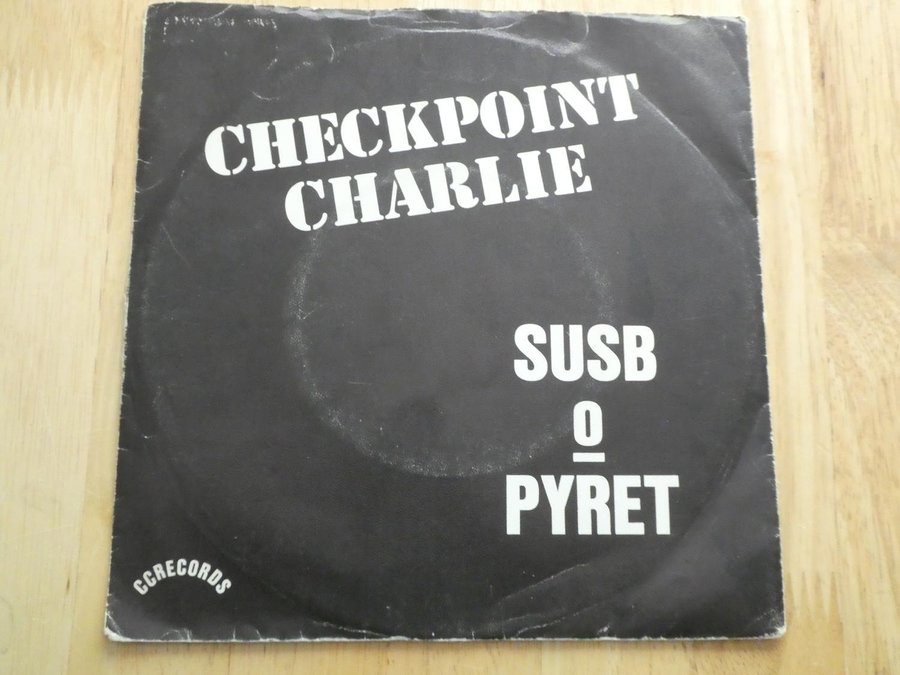 CHECKPOINT
CHARLIE
SUSB
O
PYRET
CCRECORDS